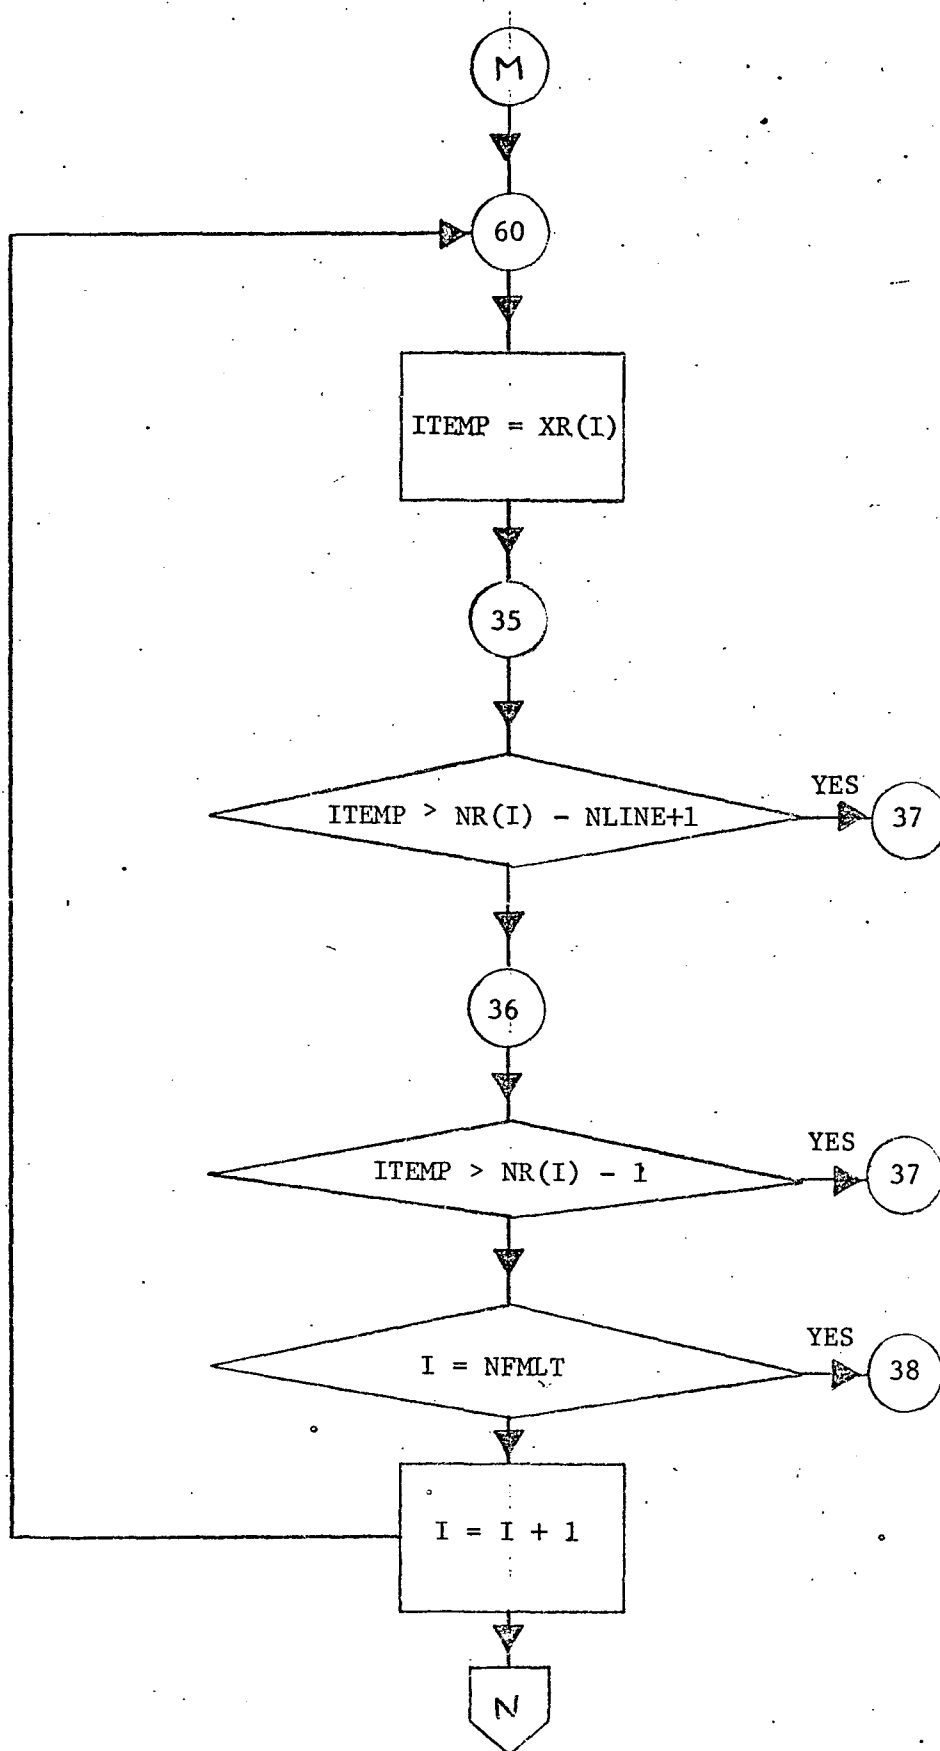 M
60
ITEMP = XR(I)
35
ITEMP > NR(I) - NLINE+1
YES
37
36
ITEMP > NR(I) - 1
YES
37
I = NFMLT
YES
38
I = I + 1
N